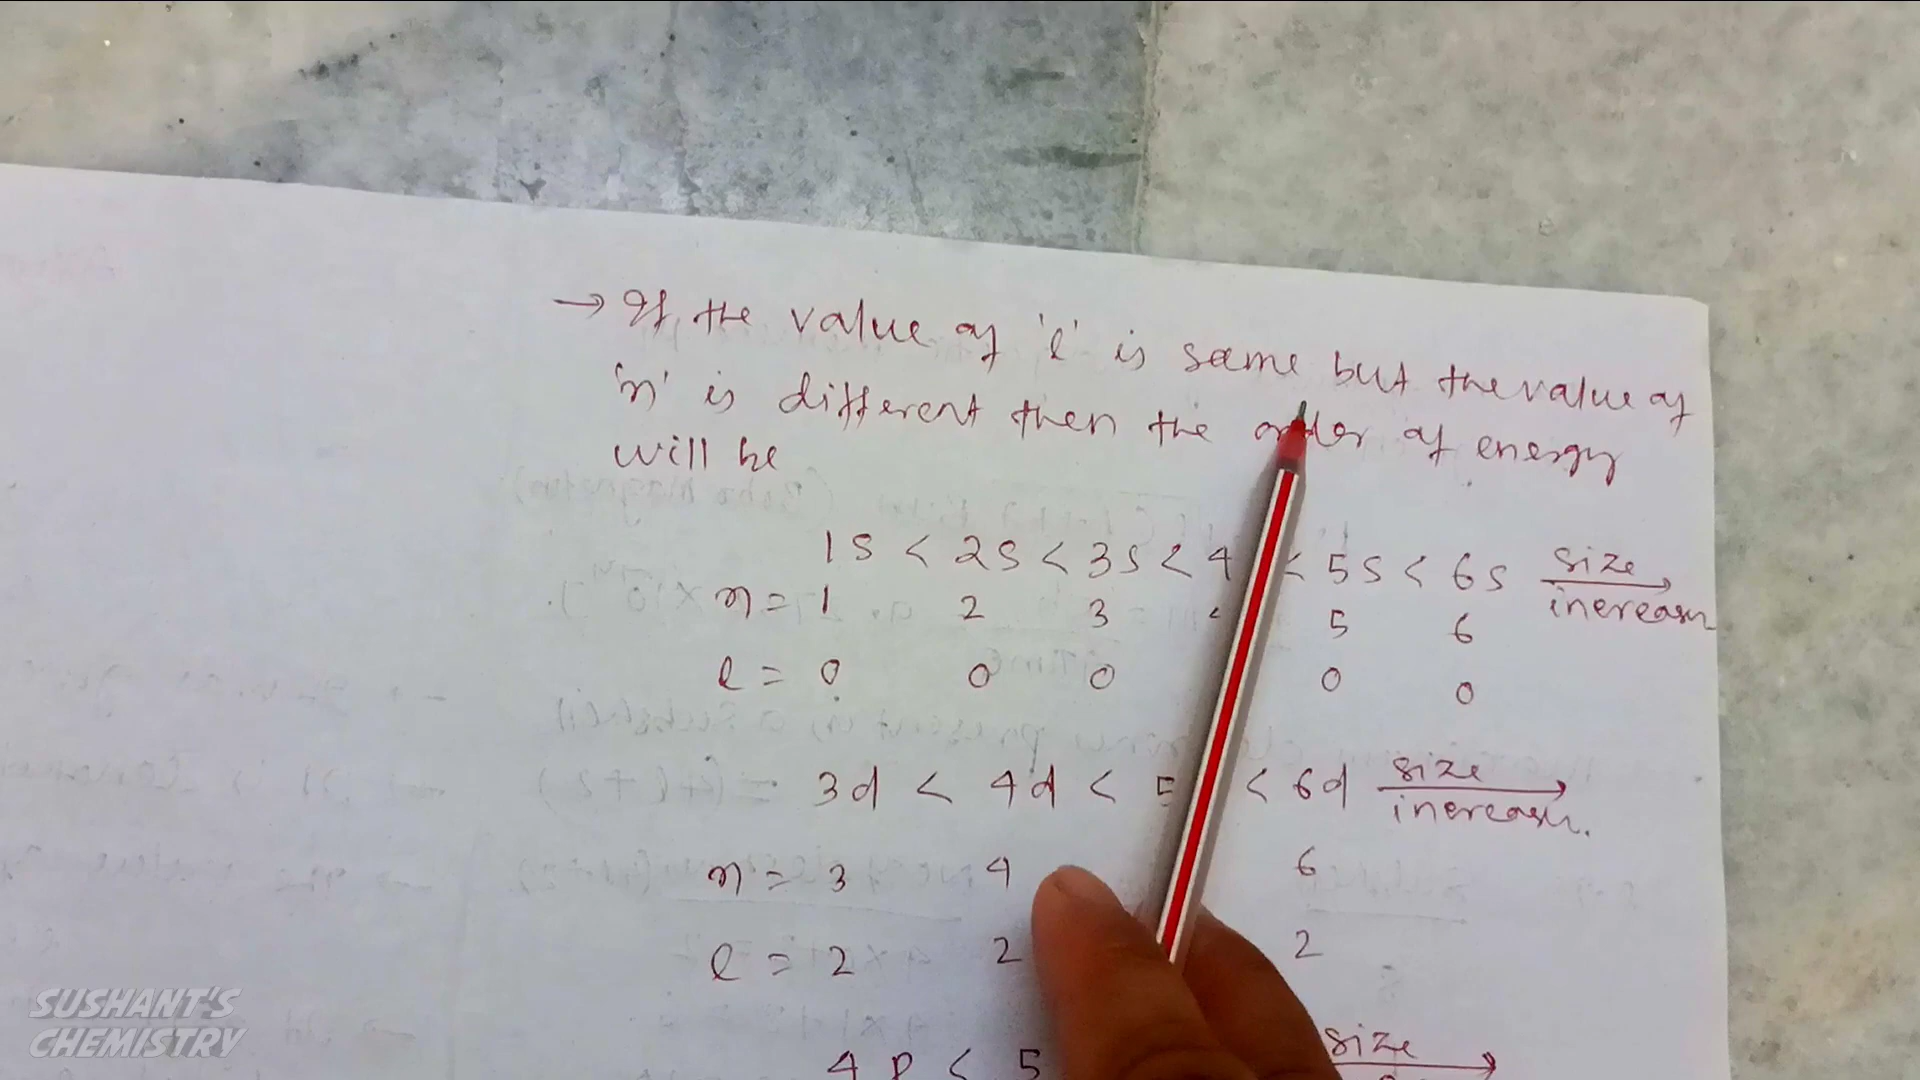 → If the value of 'l' is same but the value of
'n' is different then the order of energy
will be
1s < 2s < 3s < 4 < 5s < 6s size increases
n = 1 2 3 5 6
l = 0 0 0 0 0
3d < 4d < 5 < 6d size increases.
n = 3 4 6
l = 2 2 2
4p < 5 size
SUSHANT'S
CHEMISTRY